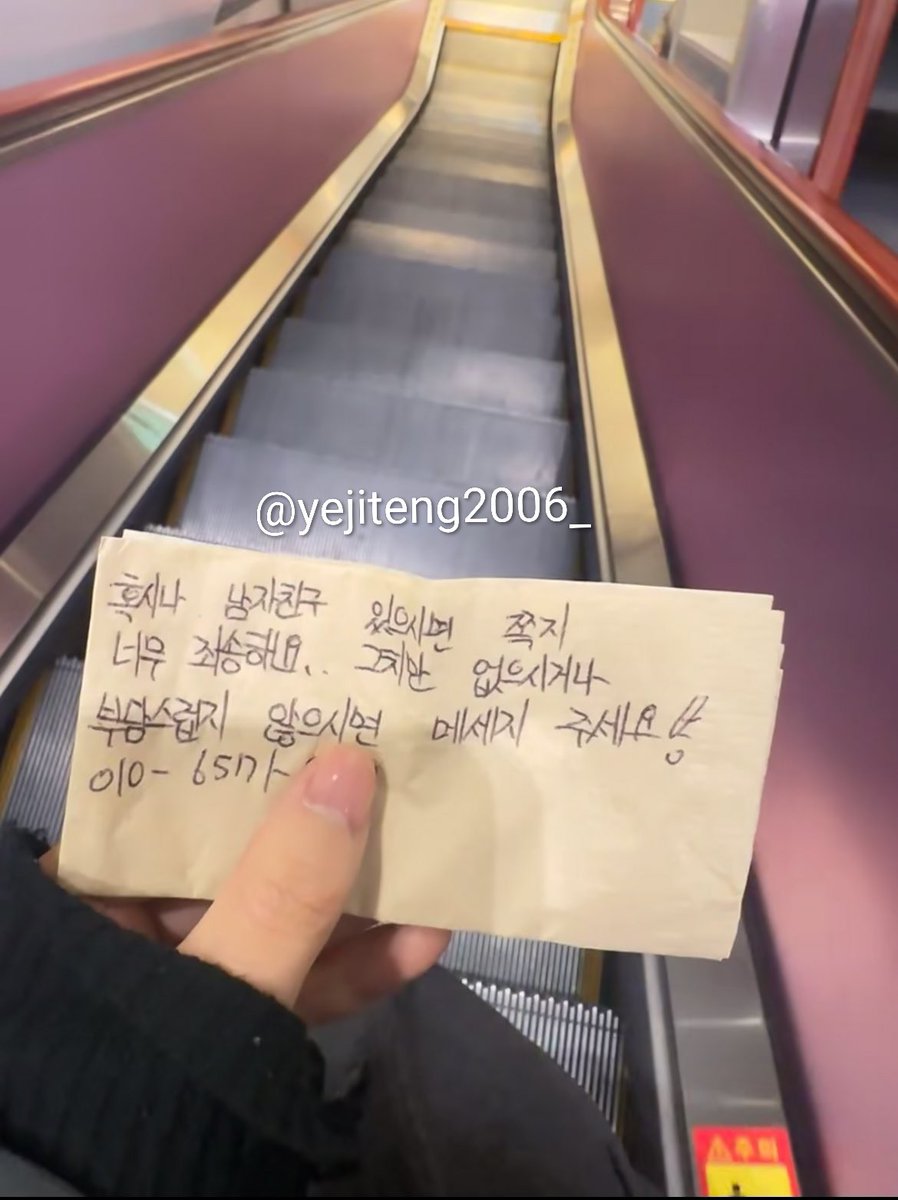 @yejiteng2006_
혹시나 남자친구 있으시면 쪽지
너무 죄송해요.. 그치만 없으시거나
부담스럽지 않으시면 메세지 주세요!!
010-6517-
주의